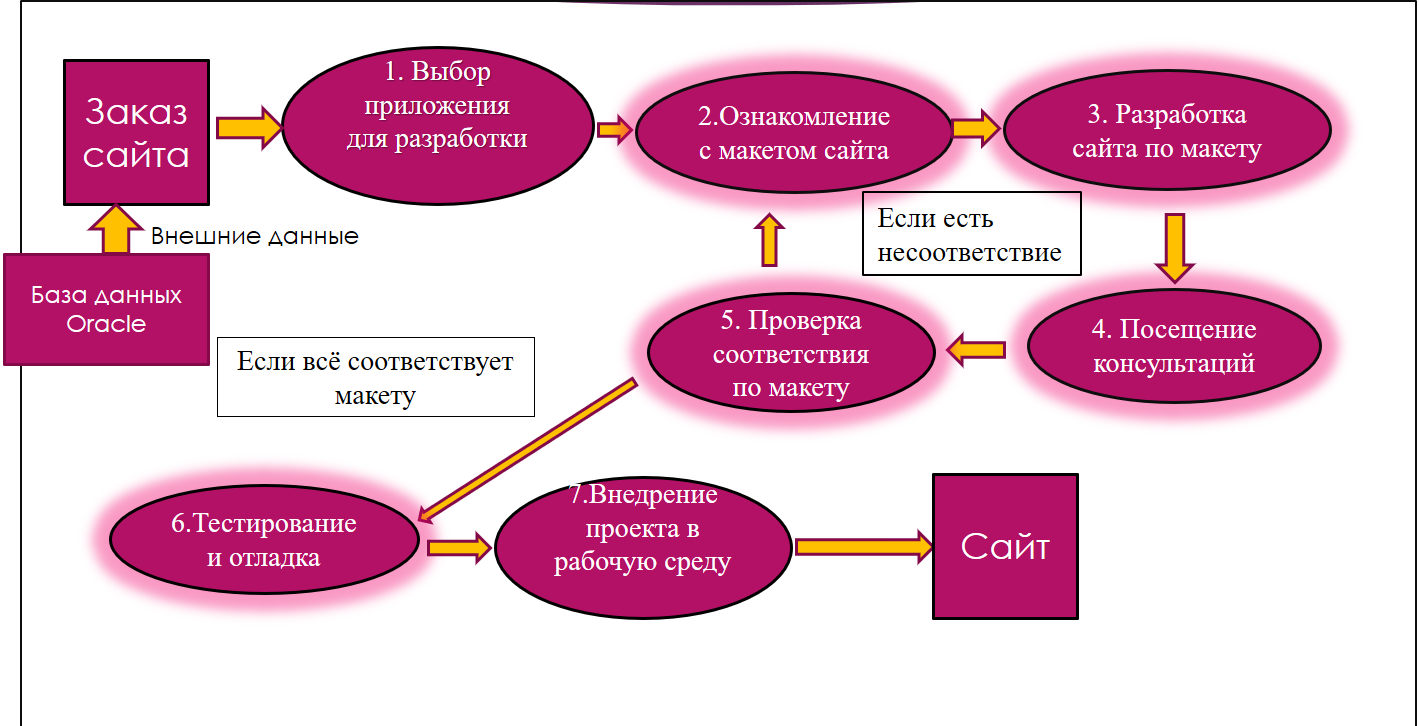 Заказ
сайта
1. Выбор
приложения
для разработки
2.Ознакомление
с макетом сайта
3. Разработка
сайта по макету
Внешние данные
База данных
Oracle
Если есть
несоответствие
4. Посещение
консультаций
5. Проверка
соответствия
по макету
Если всё соответствует
макету
6.Тестирование
и отладка
7.Внедрение
проекта в
рабочую среду
Сайт